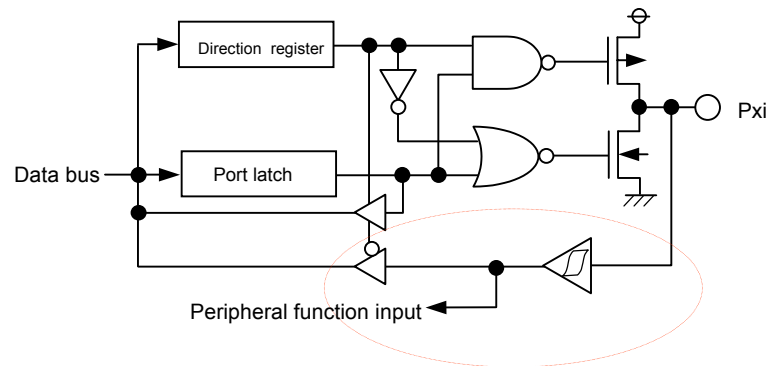 Direction register
Pxi
Data bus
Port latch
Peripheral function input